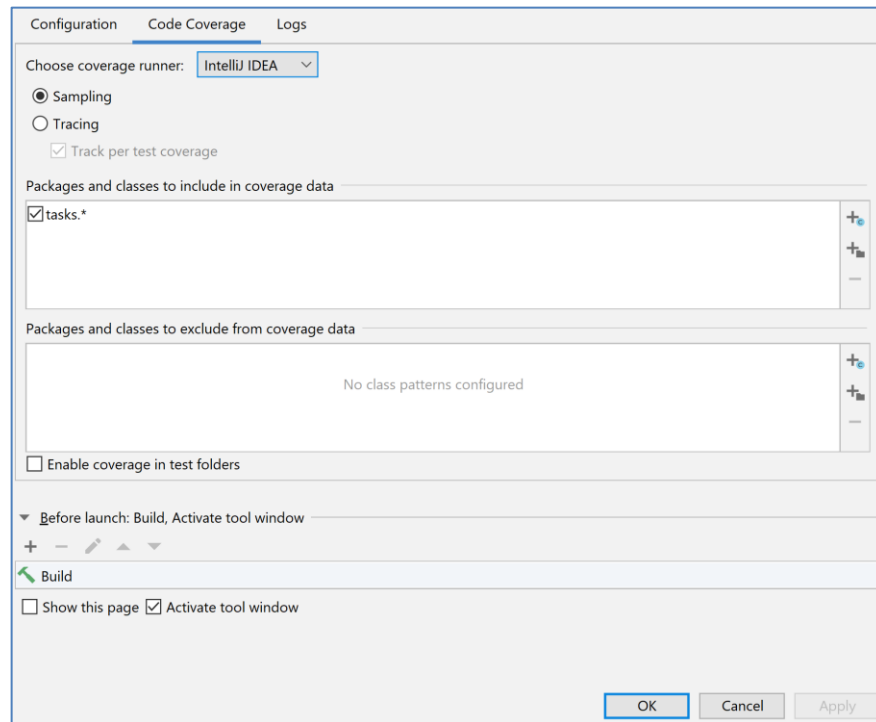 Configuration Code Coverage Logs
Choose coverage runner: IntelliJ IDEA
Sampling
Tracing
Track per test coverage
Packages and classes to include in coverage data
tasks.*
Packages and classes to exclude from coverage data
No class patterns configured
Enable coverage in test folders
Before launch: Build, Activate tool window
Build
Show this page Activate tool window
OK Cancel Apply